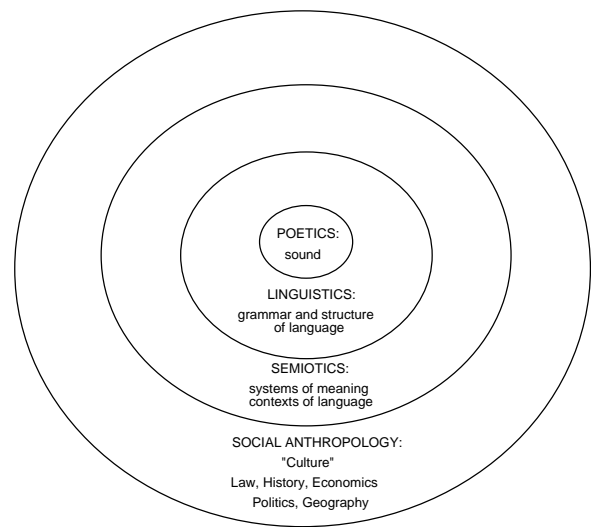 POETICS:
sound
LINGUISTICS:
grammar and structure
of language
SEMIOTICS:
systems of meaning
contexts of language
SOCIAL ANTHROPOLOGY:
"Culture"
Law, History, Economics
Politics, Geography